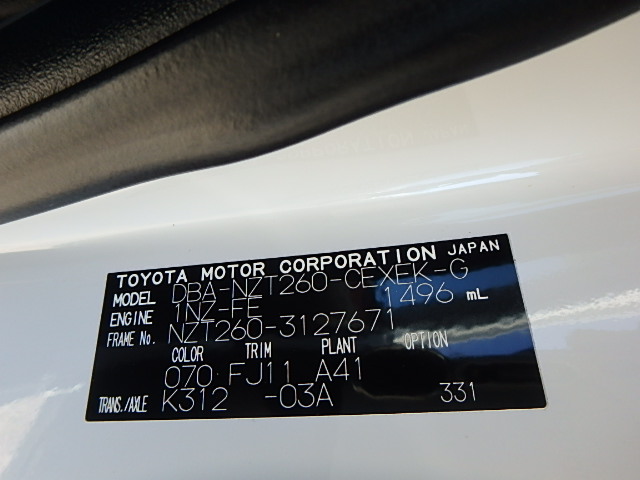 TOYOTA MOTOR CORPORATION JAPAN
MODEL DBA-NZT260-CEXEK-G
ENGINE 1NZ-FE 1496 mL
FRAME No. NZT260-3127671
COLOR TRIM PLANT OPTION
070 FJ11 A41
TRANS./AXLE K312 -03A 331